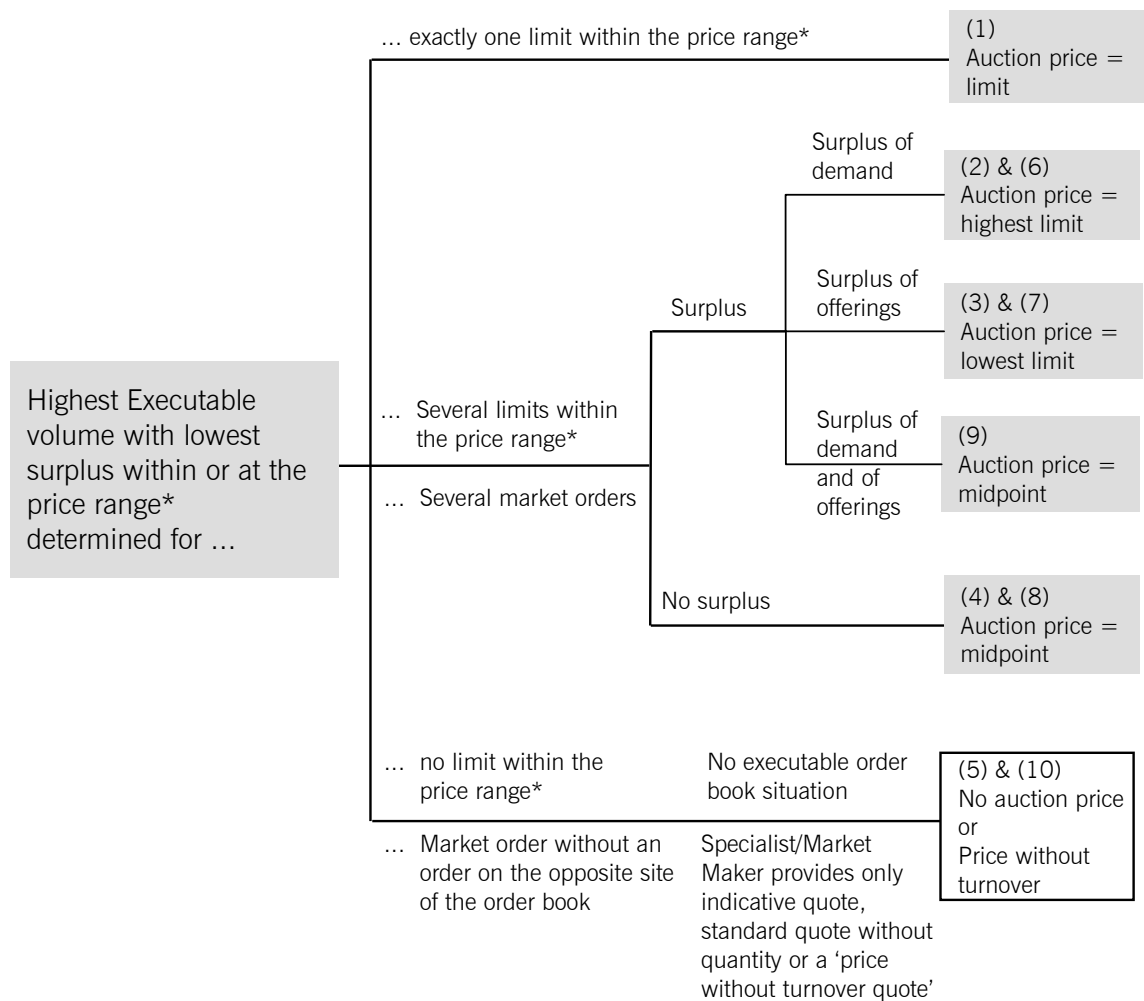 ... exactly one limit within the price range*
(1)
Auction price =
limit
Surplus of
demand
(2) & (6)
Auction price =
highest limit
Surplus
Surplus of
offerings
(3) & (7)
Auction price =
lowest limit
Highest Executable
volume with lowest
surplus within or at the
price range*
determined for ...
... Several limits within
the price range*
... Several market orders
Surplus of
demand
and of
offerings
(9)
Auction price =
midpoint
No surplus
(4) & (8)
Auction price =
midpoint
... no limit within the
price range*
No executable order
book situation
(5) & (10)
No auction price
or
Price without
turnover
... Market order without an
order on the opposite site
of the order book
Specialist/Market
Maker provides only
indicative quote,
standard quote without
quantity or a 'price
without turnover quote'